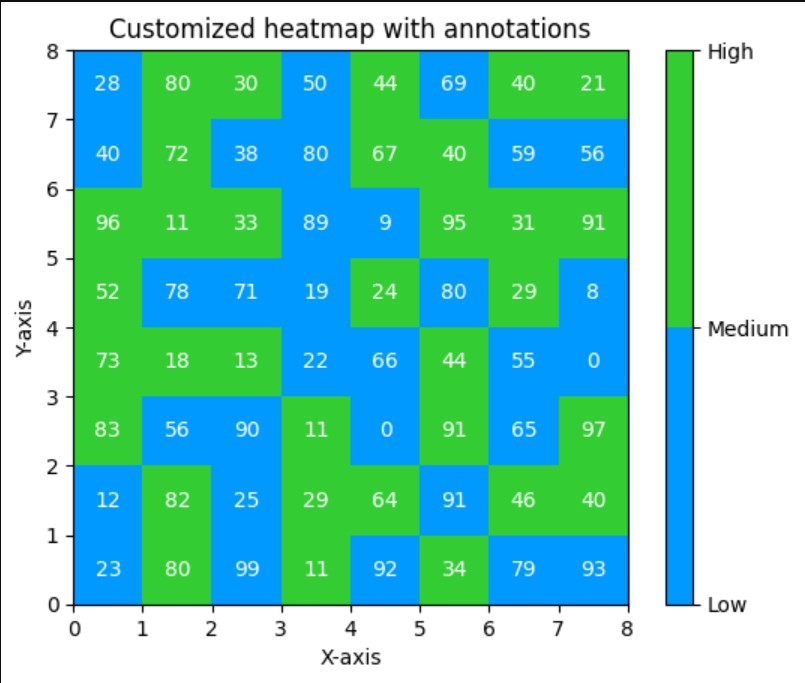 Customized heatmap with annotations
8 28 80 30 50 44 69 40 21 High
7
40 72 38 80 67 40 59 56
6
96 11 33 89 9 95 31 91
5
52 78 71 19 24 80 29 8
Y-axis
4 Medium
73 18 13 22 66 44 55 0
3
83 56 90 11 0 91 65 97
2
12 82 25 29 64 91 46 40
1
23 80 99 11 92 34 79 93
0 Low
0 1 2 3 4 5 6 7 8
X-axis